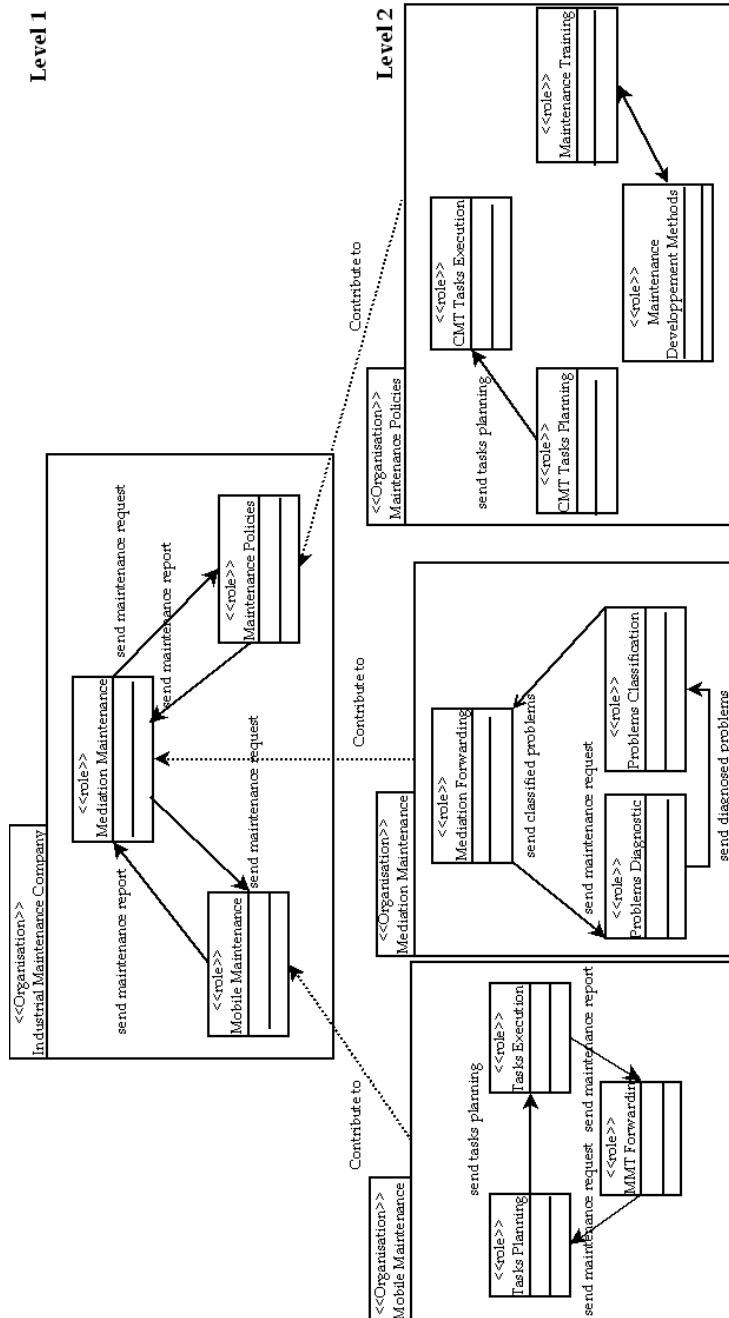 Level 1
<<Organisation>>
Industrial Maintenance Company
<<role>>
Mediation Maintenance
send maintenance report
send maintenance request
send maintenance report
send maintenance request
<<role>>
Mobile Maintenance
<<role>>
Maintenance Policies
Contribute to
Contribute to
Contribute to
Level 2
<<Organisation>>
Mobile Maintenance
send tasks planning
<<role>>
Tasks Planning
<<role>>
Tasks Execution
send maintenance request
send maintenance report
<<role>>
MMT Forwarding
<<Organisation>>
Mediation Maintenance
<<role>>
Mediation Forwarding
send classified problems
send maintenance request
<<role>>
Problems Diagnostic
<<role>>
Problems Classification
send diagnosed problems
<<Organisation>>
Maintenance Policies
<<role>>
CMT Tasks Execution
send tasks planning
<<role>>
CMT Tasks Planning
<<role>>
Maintenance Training
<<role>>
Maintenance
Developpement Methods